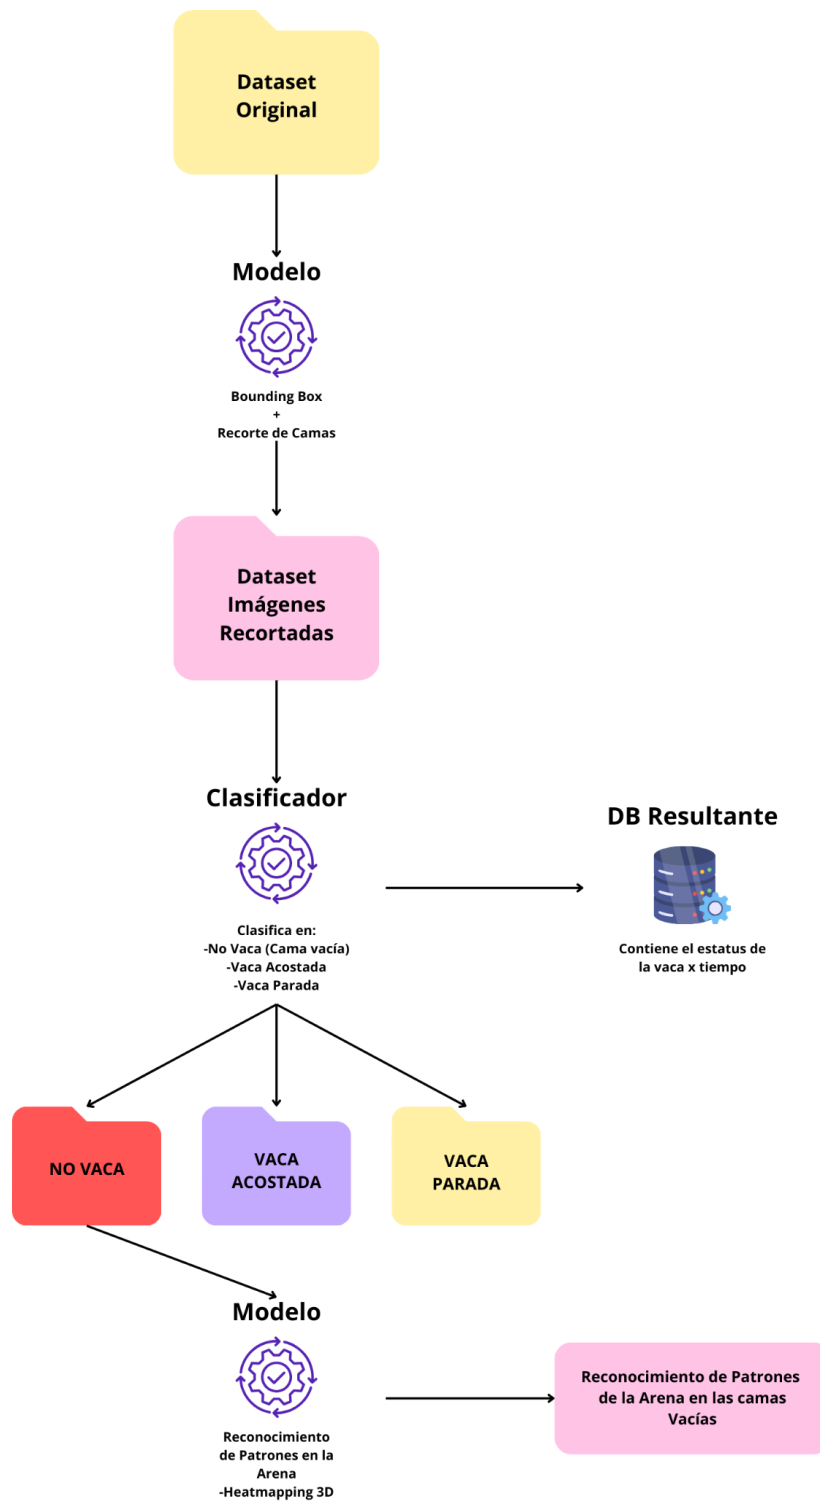 Dataset
Original
Modelo
Bounding Box
+
Recorte de Camas
Dataset
Imágenes
Recortadas
Clasificador
Clasifica en:
-No Vaca (Cama vacía)
-Vaca Acostada
-Vaca Parada
DB Resultante
Contiene el estatus de
la vaca x tiempo
NO VACA
VACA
ACOSTADA
VACA
PARADA
Modelo
Reconocimiento
de Patrones en la
Arena
-Heatmapping 3D
Reconocimiento de Patrones
de la Arena en las camas
Vacías